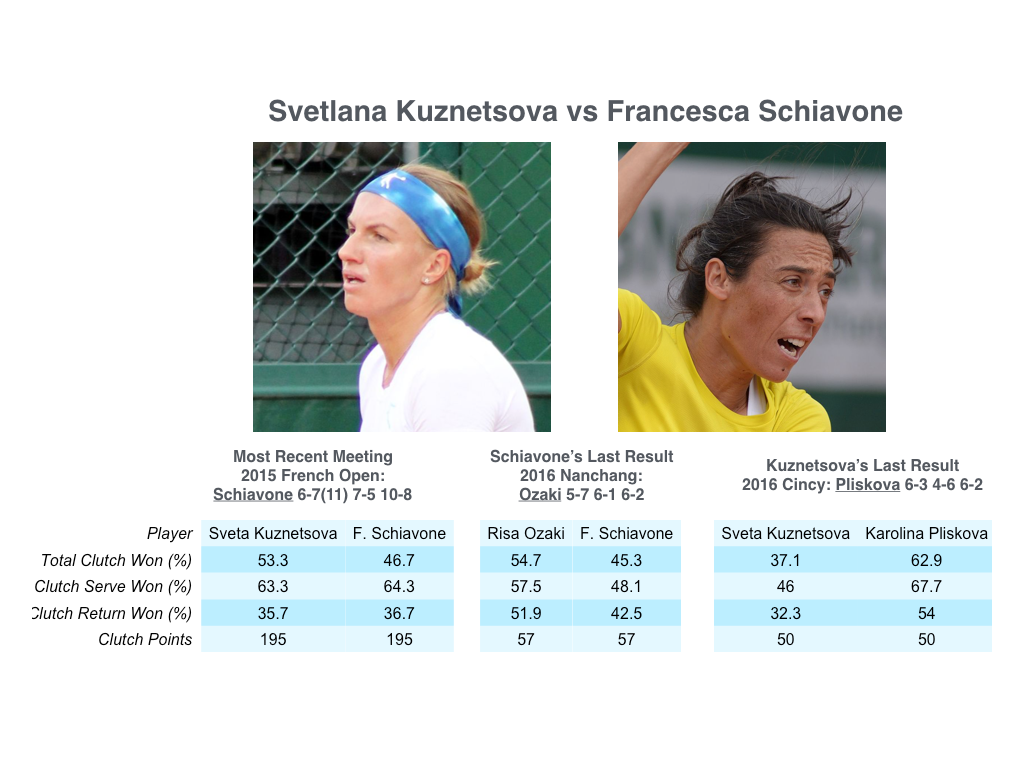 Svetlana Kuznetsova vs Francesca Schiavone
Most Recent Meeting
2015 French Open:
Schiavone 6-7(11) 7-5 10-8
Schiavone’s Last Result
2016 Nanchang:
Ozaki 5-7 6-1 6-2
Kuznetsova’s Last Result
2016 Cincy: Pliskova 6-3 4-6 6-2
Player Sveta Kuznetsova F. Schiavone Risa Ozaki F. Schiavone Sveta Kuznetsova Karolina Pliskova
Total Clutch Won (%) 53.3 46.7 54.7 45.3 37.1 62.9
Clutch Serve Won (%) 63.3 64.3 57.5 48.1 46 67.7
Clutch Return Won (%) 35.7 36.7 51.9 42.5 32.3 54
Clutch Points 195 195 57 57 50 50